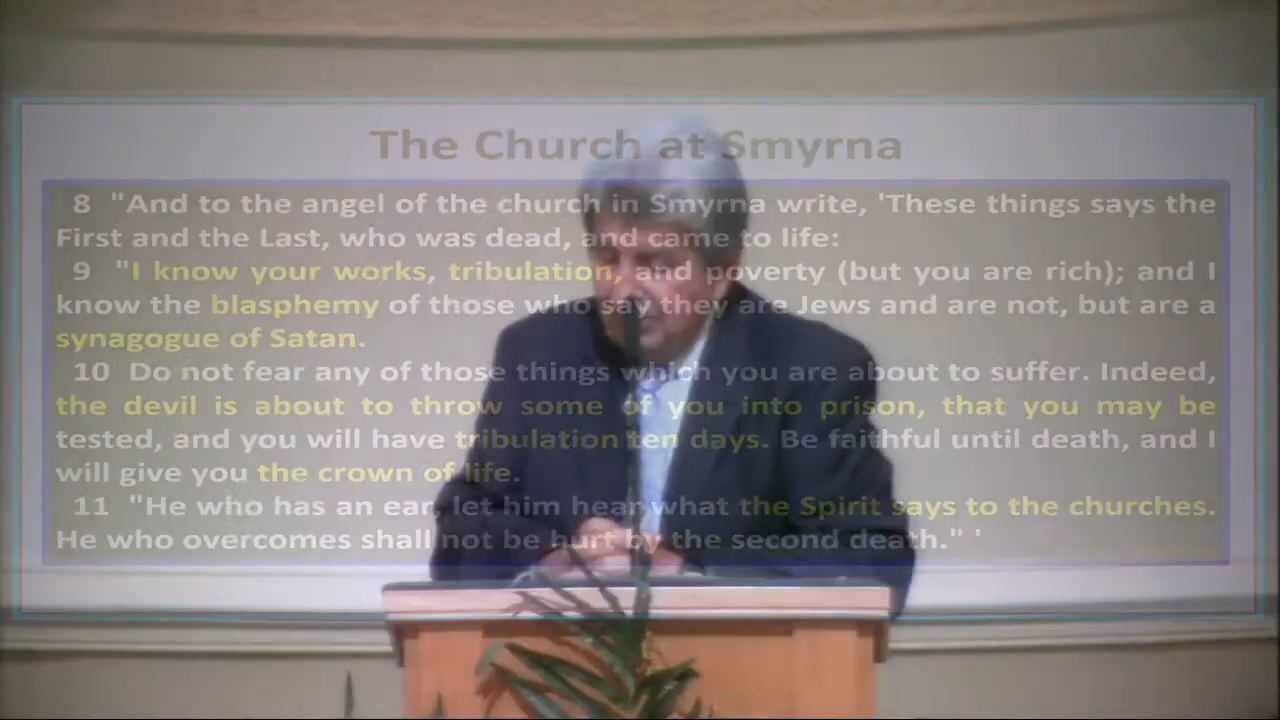 The Church at Smyrna
8 "And to the angel of the church in Smyrna write, 'These things says the
First and the Last, who was dead, and came to life:
9 "I know your works, tribulation, and poverty (but you are rich); and I
know the blasphemy of those who say they are Jews and are not, but are a
synagogue of Satan.
10 Do not fear any of those things which you are about to suffer. Indeed,
the devil is about to throw some of you into prison, that you may be
tested, and you will have tribulation ten days. Be faithful until death, and I
will give you the crown of life.
11 "He who has an ear, let him hear what the Spirit says to the churches.
He who overcomes shall not be hurt by the second death." '